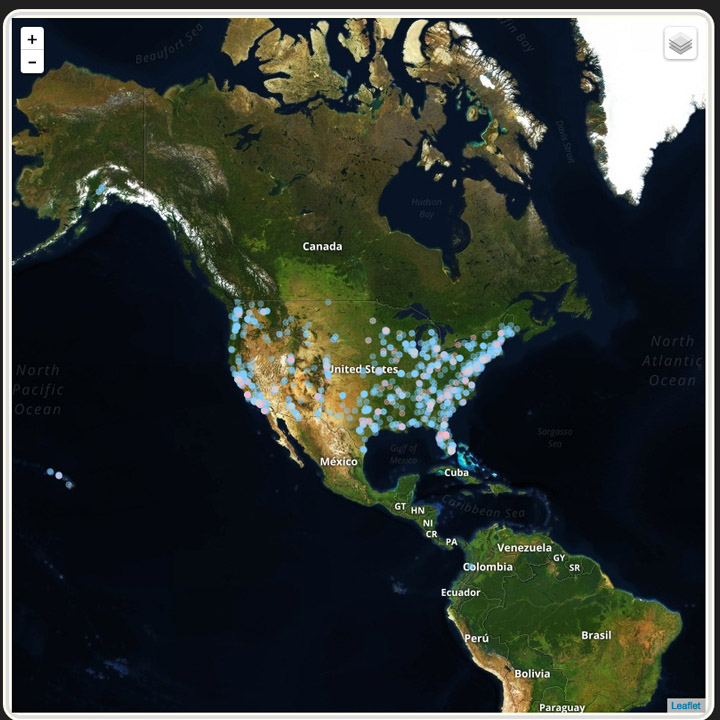 +
-
Beaufort Sea
fin Bay
Davis Strait
Hudson
Bay
Canada
North
Pacific
Ocean
North
Atlantic
Ocean
United States
Sargasso
Sea
Gulf of
Mexico
México
Cuba
Caribbean Sea
GT
HN
NI
CR
PA
Venezuela
GY
SR
Colombia
Ecuador
Perú
Brasil
Bolivia
Paraguay
Leaflet